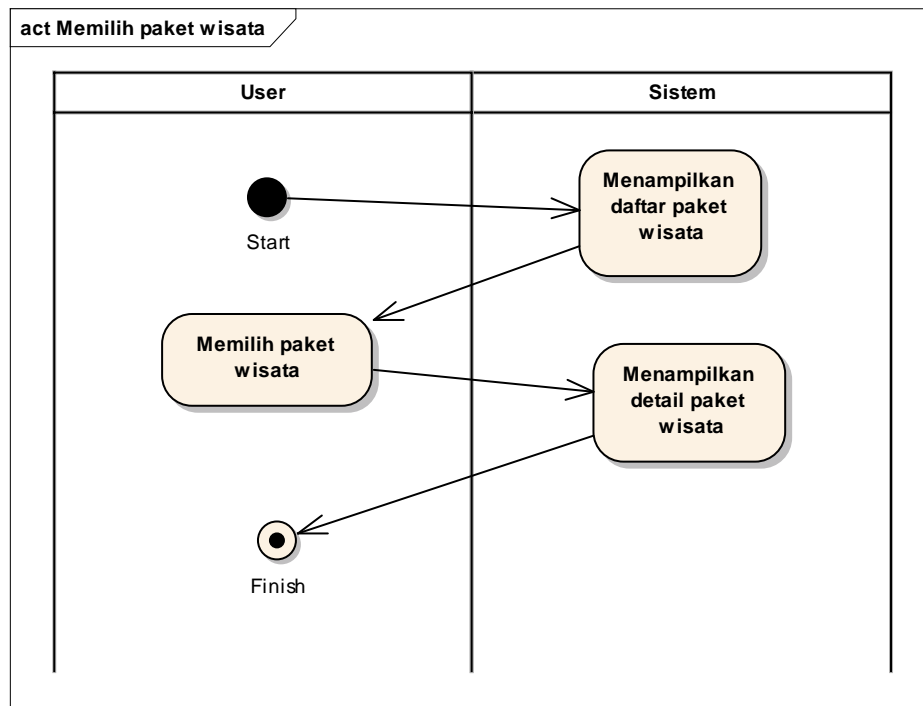 act Memilih paket wisata
User
Sistem
Start
Menampilkan
daftar paket
wisata
Memilih paket
wisata
Menampilkan
detail paket
wisata
Finish